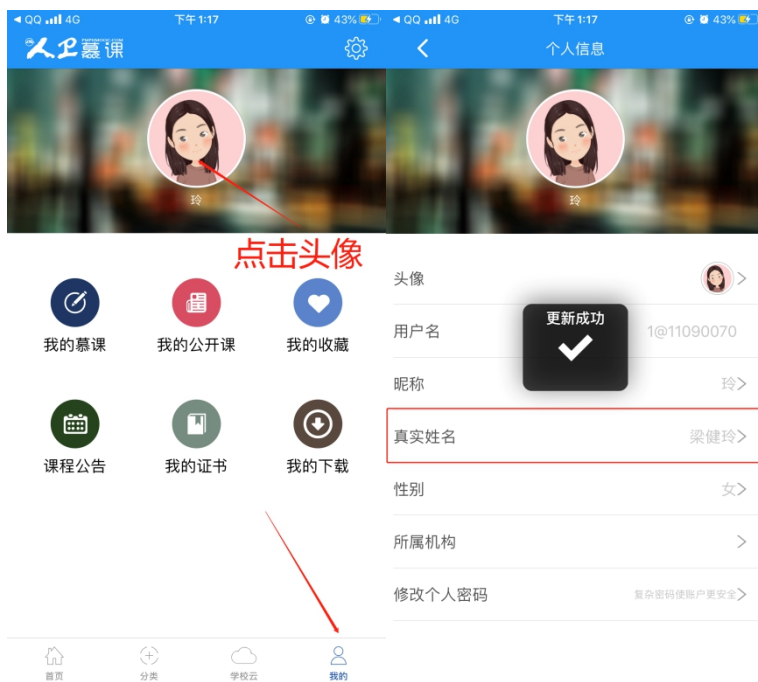 QQ 4G
下午1:17
43%
人卫慕课
玲
点击头像
我的慕课
我的公开课
我的收藏
课程公告
我的证书
我的下载
首页
分类
学校云
我的
QQ 4G
下午1:17
43%
个人信息
玲
头像
更新成功
用户名
1@11090070
昵称
玲
真实姓名
梁健玲
性别
女
所属机构
修改个人密码
复杂密码使账户更安全